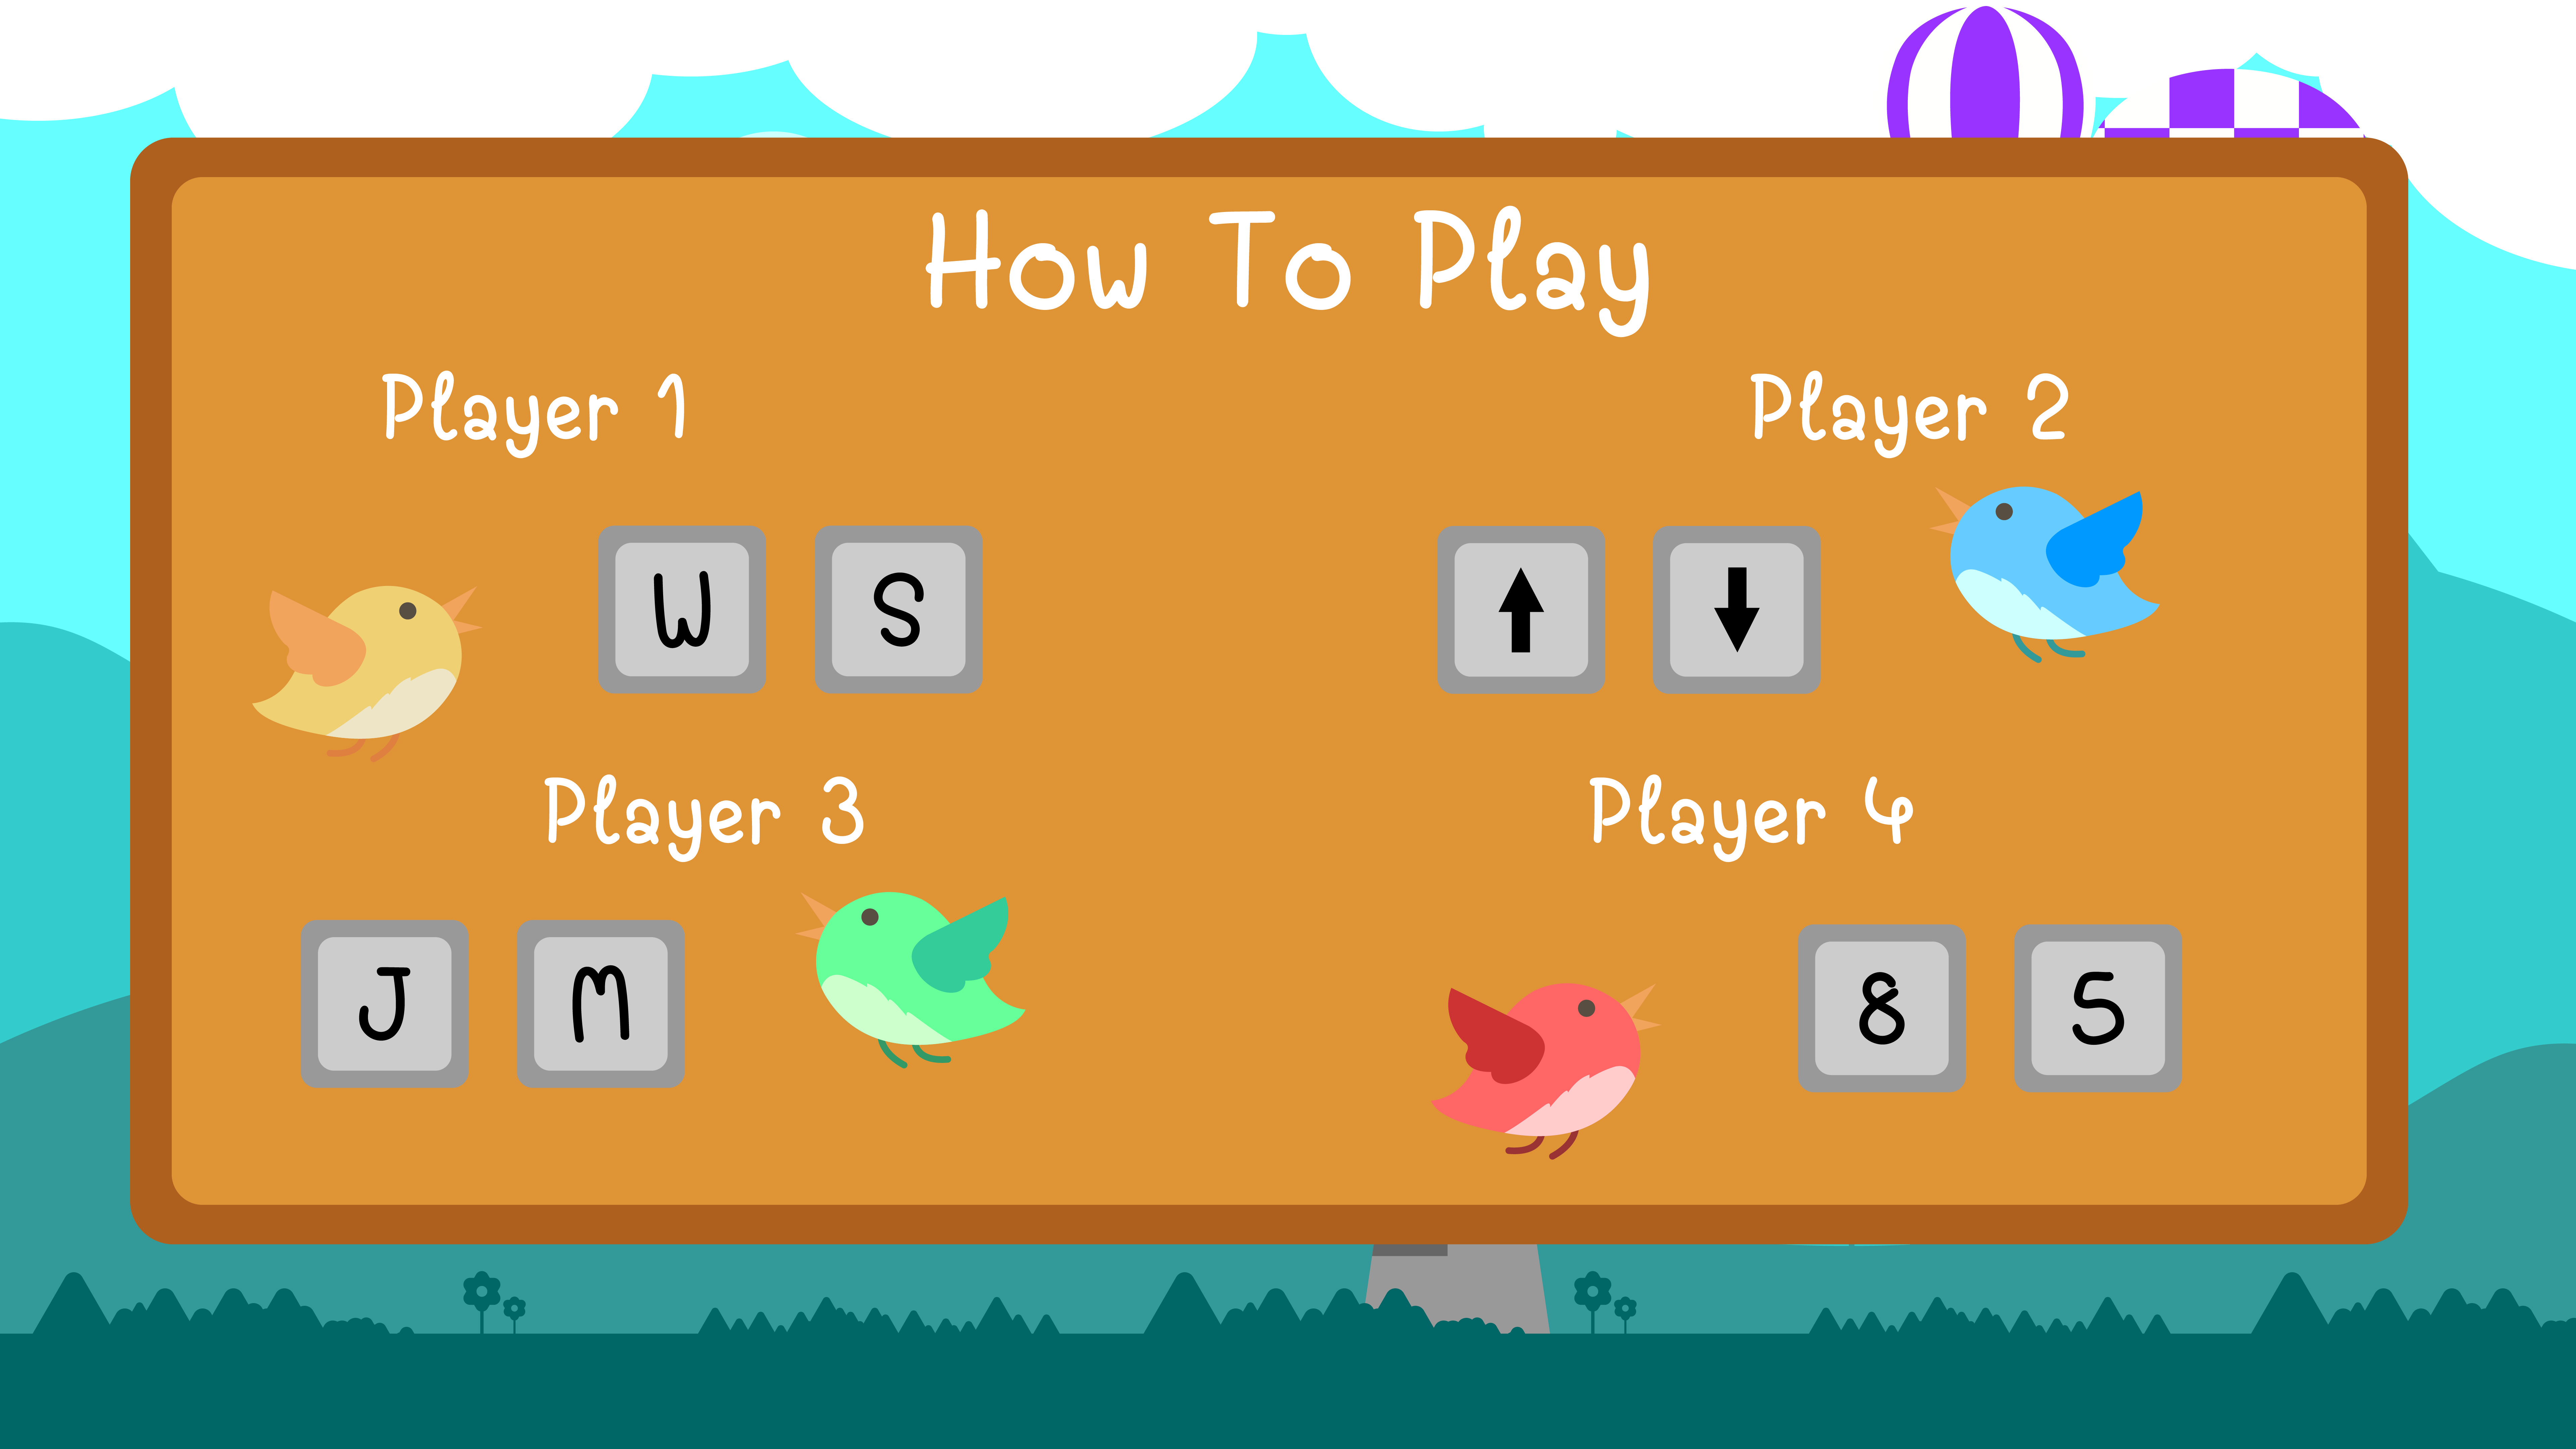 How To Play
Player 1
Player 2
W S
↑ ↓
Player 3
Player 4
J M
8 5